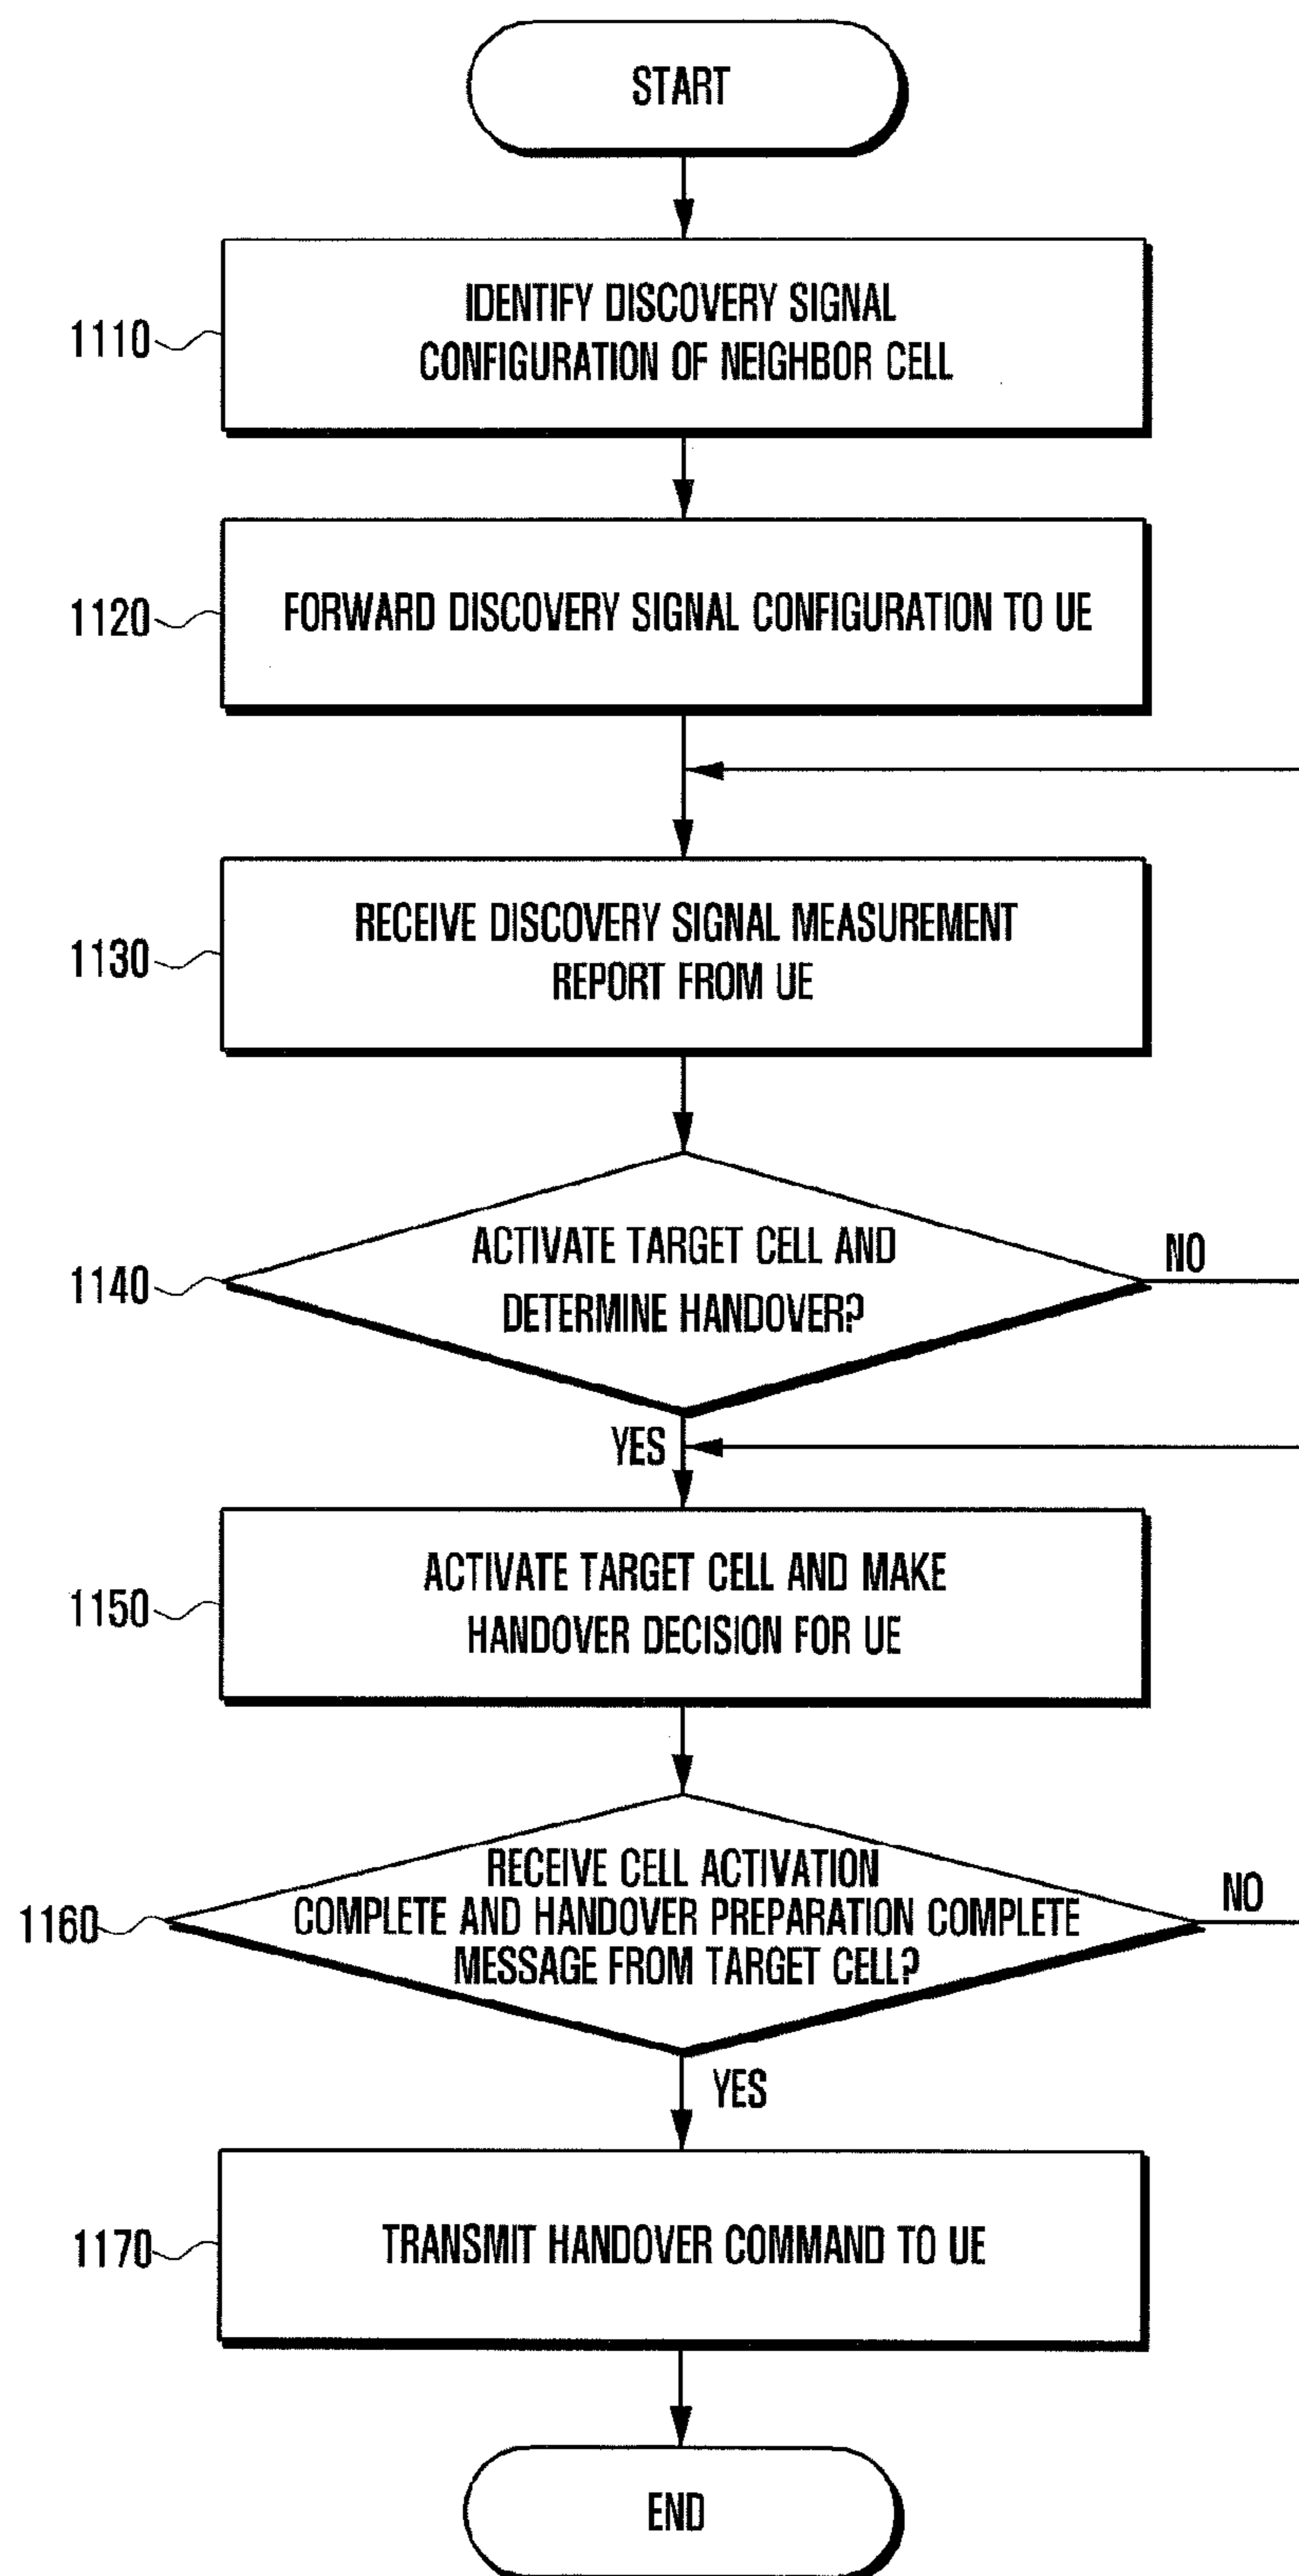 START
1110
IDENTIFY DISCOVERY SIGNAL
CONFIGURATION OF NEIGHBOR CELL
1120
FORWARD DISCOVERY SIGNAL CONFIGURATION TO UE
1130
RECEIVE DISCOVERY SIGNAL MEASUREMENT
REPORT FROM UE
1140
ACTIVATE TARGET CELL AND
DETERMINE HANDOVER?
NO
YES
1150
ACTIVATE TARGET CELL AND MAKE
HANDOVER DECISION FOR UE
1160
RECEIVE CELL ACTIVATION
COMPLETE AND HANDOVER PREPARATION COMPLETE
MESSAGE FROM TARGET CELL?
NO
YES
1170
TRANSMIT HANDOVER COMMAND TO UE
END